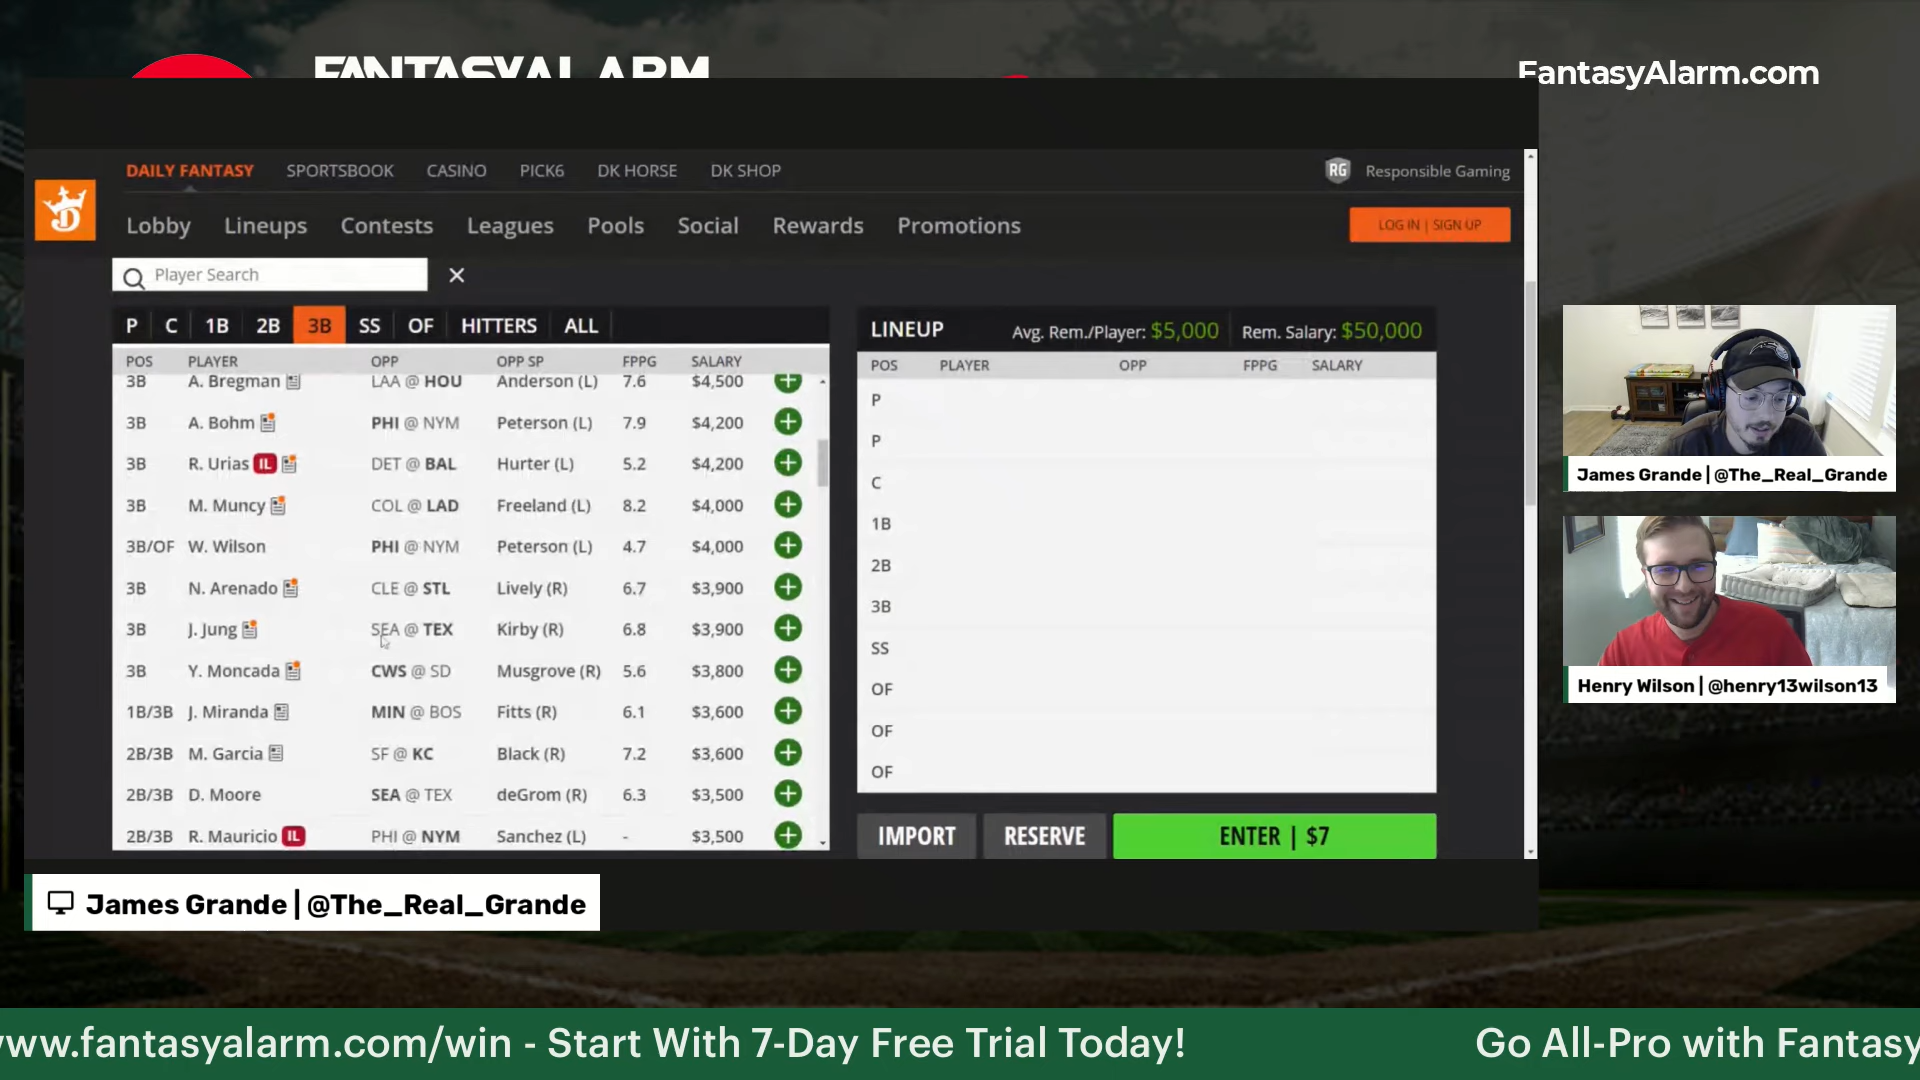 FANTASYALARM
FantasyAlarm.com
DAILY FANTASY SPORTSBOOK CASINO PICK6 DK HORSE DK SHOP
RG Responsible Gaming
Lobby Lineups Contests Leagues Pools Social Rewards Promotions
LOG IN | SIGN UP
Player Search
P C 1B 2B 3B SS OF HITTERS ALL
POS PLAYER OPP OPP SP FPPG SALARY
3B A. Bregman LAA @ HOU Anderson (L) 7.6 $4,500
3B A. Bohm PHI @ NYM Peterson (L) 7.9 $4,200
3B R. Urias IL DET @ BAL Hurter (L) 5.2 $4,200
3B M. Muncy COL @ LAD Freeland (L) 8.2 $4,000
3B/OF W. Wilson PHI @ NYM Peterson (L) 4.7 $4,000
3B N. Arenado CLE @ STL Lively (R) 6.7 $3,900
3B J. Jung SEA @ TEX Kirby (R) 6.8 $3,900
3B Y. Moncada CWS @ SD Musgrove (R) 5.6 $3,800
1B/3B J. Miranda MIN @ BOS Fitts (R) 6.1 $3,600
2B/3B M. Garcia SF @ KC Black (R) 7.2 $3,600
2B/3B D. Moore SEA @ TEX deGrom (R) 6.3 $3,500
2B/3B R. Mauricio IL PHI @ NYM Sanchez (L) - $3,500
LINEUP Avg. Rem./Player: $5,000 Rem. Salary: $50,000
POS PLAYER OPP FPPG SALARY
P
P
C
1B
2B
3B
SS
OF
OF
OF
IMPORT RESERVE ENTER | $7
James Grande | @The_Real_Grande
Henry Wilson | @henry13wilson13
James Grande | @The_Real_Grande
www.fantasyalarm.com/win - Start With 7-Day Free Trial Today! Go All-Pro with Fantasy